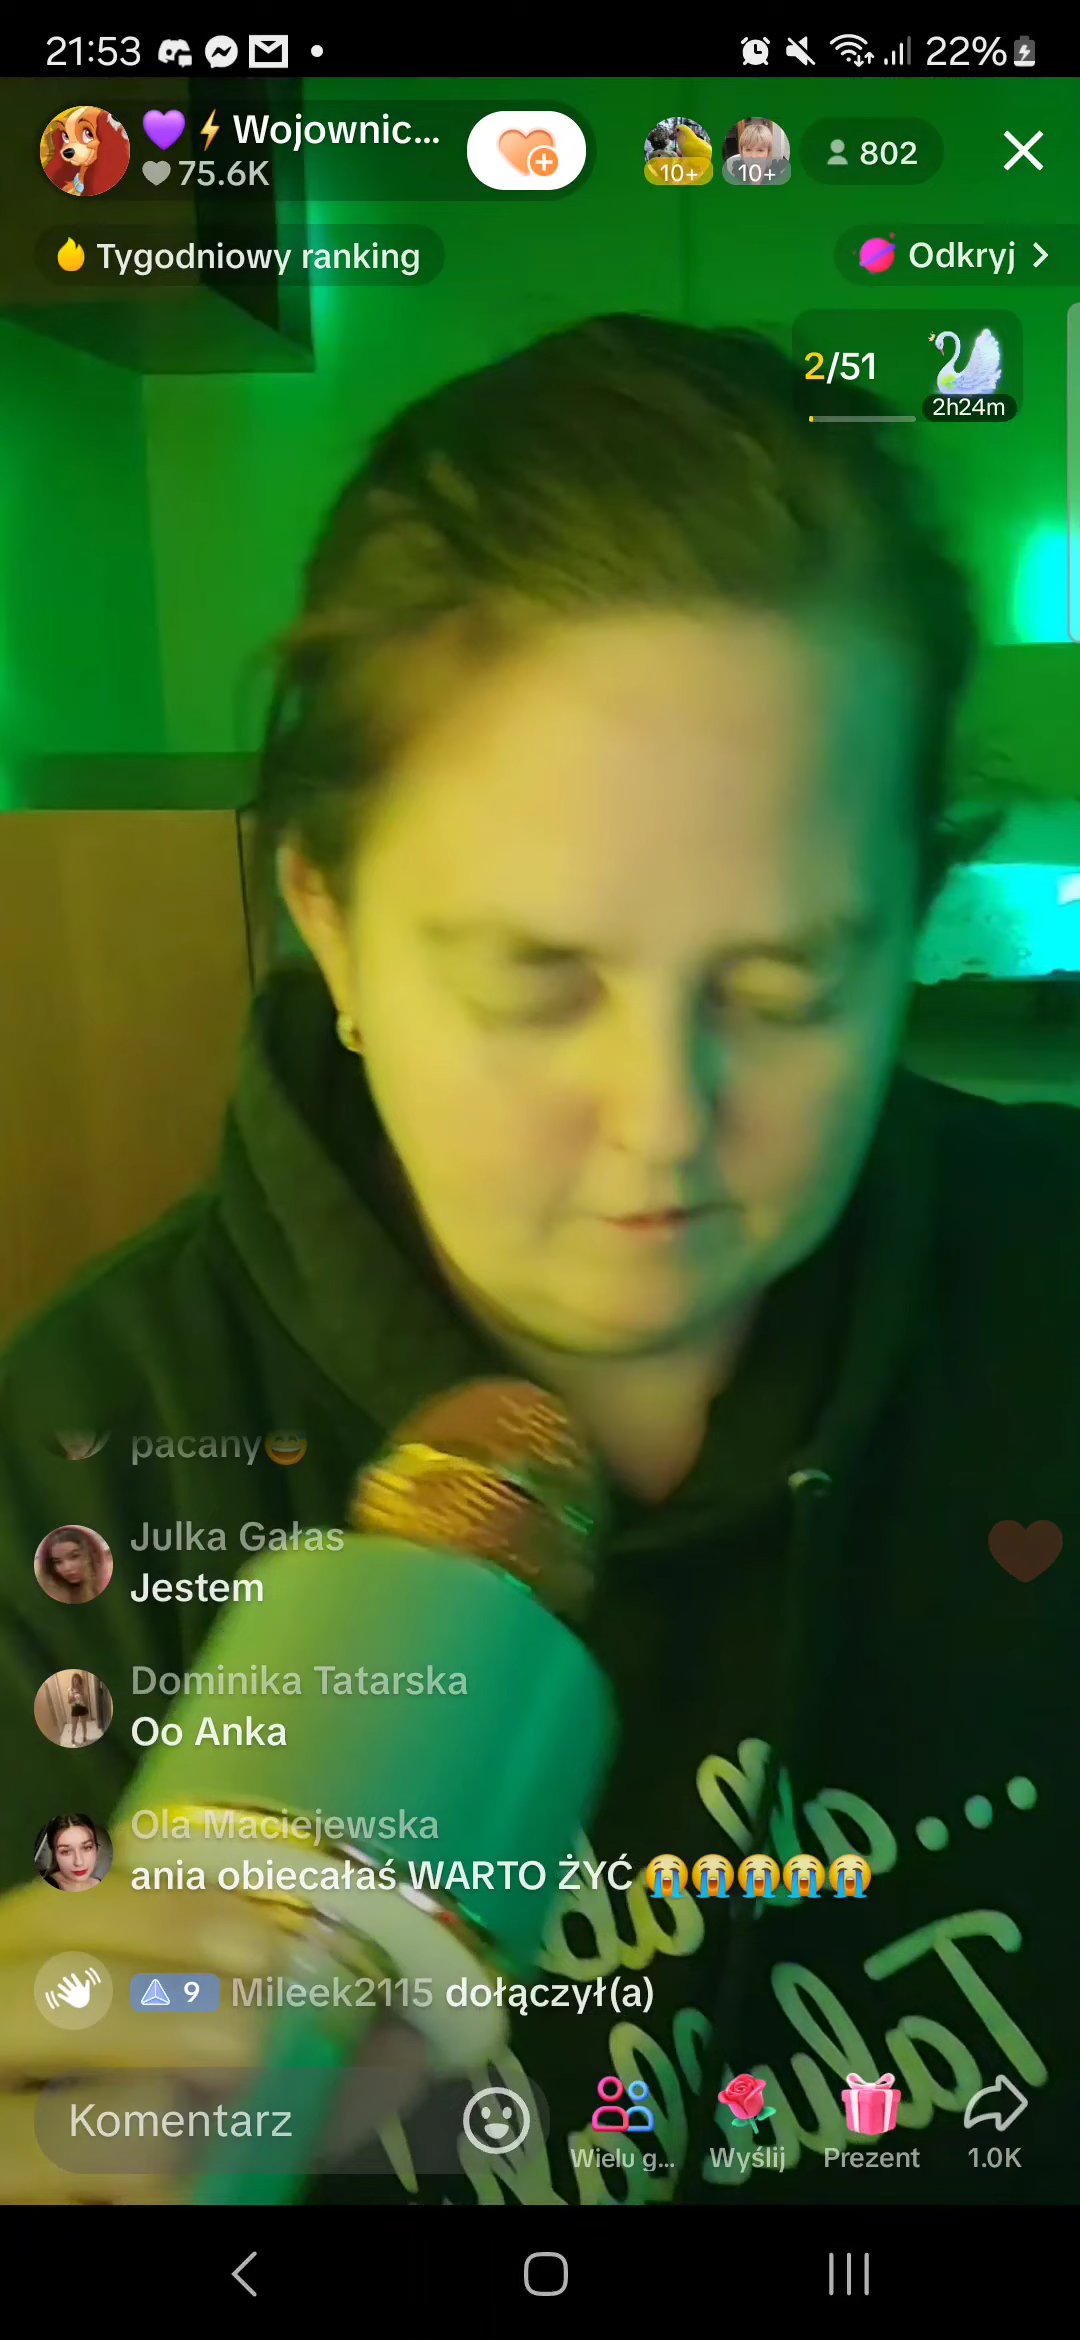 21:53
22%
Wojownic...
75.6K
10+
10+
802
Tygodniowy ranking
Odkryj
2/51
2h24m
pacany😅
Julka Gałas
Jestem
Dominika Tatarska
Oo Anka
Ola Maciejewska
ania obiecałaś WARTO ŻYĆ 😭😭😭😭😭
9 Mileek2115 dołączył(a)
Komentarz
Wielu g...
Wyślij
Prezent
1.0K